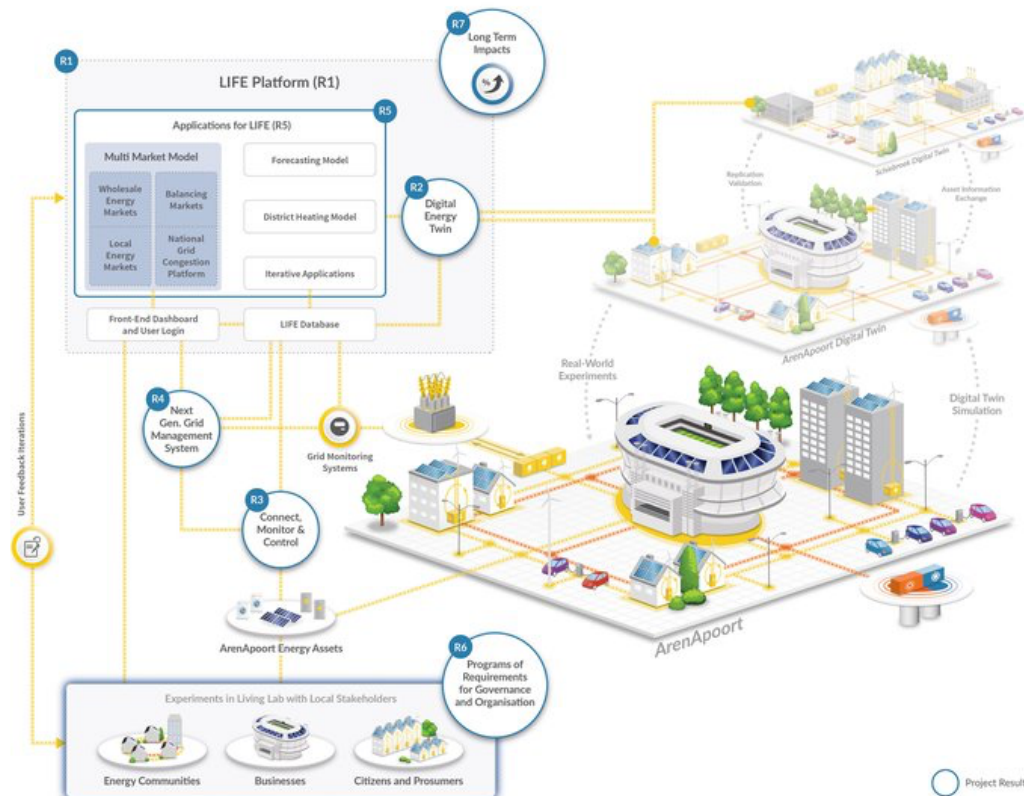 R7
Long Term
Impacts
%
R1
LIFE Platform (R1)
R5
Applications for LIFE (R5)
Multi Market Model
Wholesale
Energy
Markets
Balancing
Markets
Local
Energy
Markets
National
Grid
Congestion
Platform
Forecasting Model
District Heating Model
Iterative Applications
R2
Digital
Energy
Twin
Front-End Dashboard
and User Login
LIFE Database
Schiebroek Digital Twin
Replication
Validation
Asset Information
Exchange
ArenApoort Digital Twin
Real-World
Experiments
Digital Twin
Simulation
R4
Next
Gen. Grid
Management
System
Grid Monitoring
Systems
R3
Connect,
Monitor &
Control
User Feedback Iterations
ArenApoort Energy Assets
ArenApoort
R6
Programs of
Requirements
for Governance
and Organisation
Experiments in Living Lab with Local Stakeholders
Energy Communities
Businesses
Citizens and Prosumers
Project Result